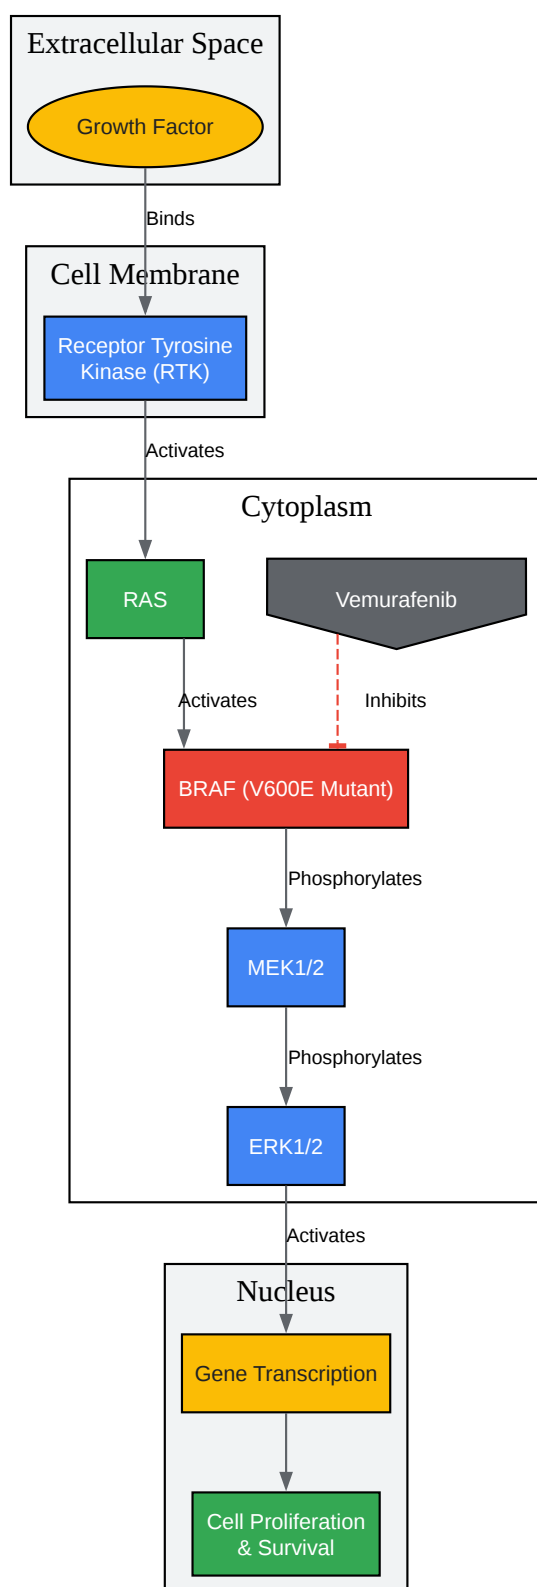 Extracellular Space
Growth Factor
Binds
Cell Membrane
Receptor Tyrosine
Kinase (RTK)
Activates
Cytoplasm
RAS
Vemurafenib
Activates
Inhibits
BRAF (V600E Mutant)
Phosphorylates
MEK1/2
Phosphorylates
ERK1/2
Activates
Nucleus
Gene Transcription
Cell Proliferation
& Survival